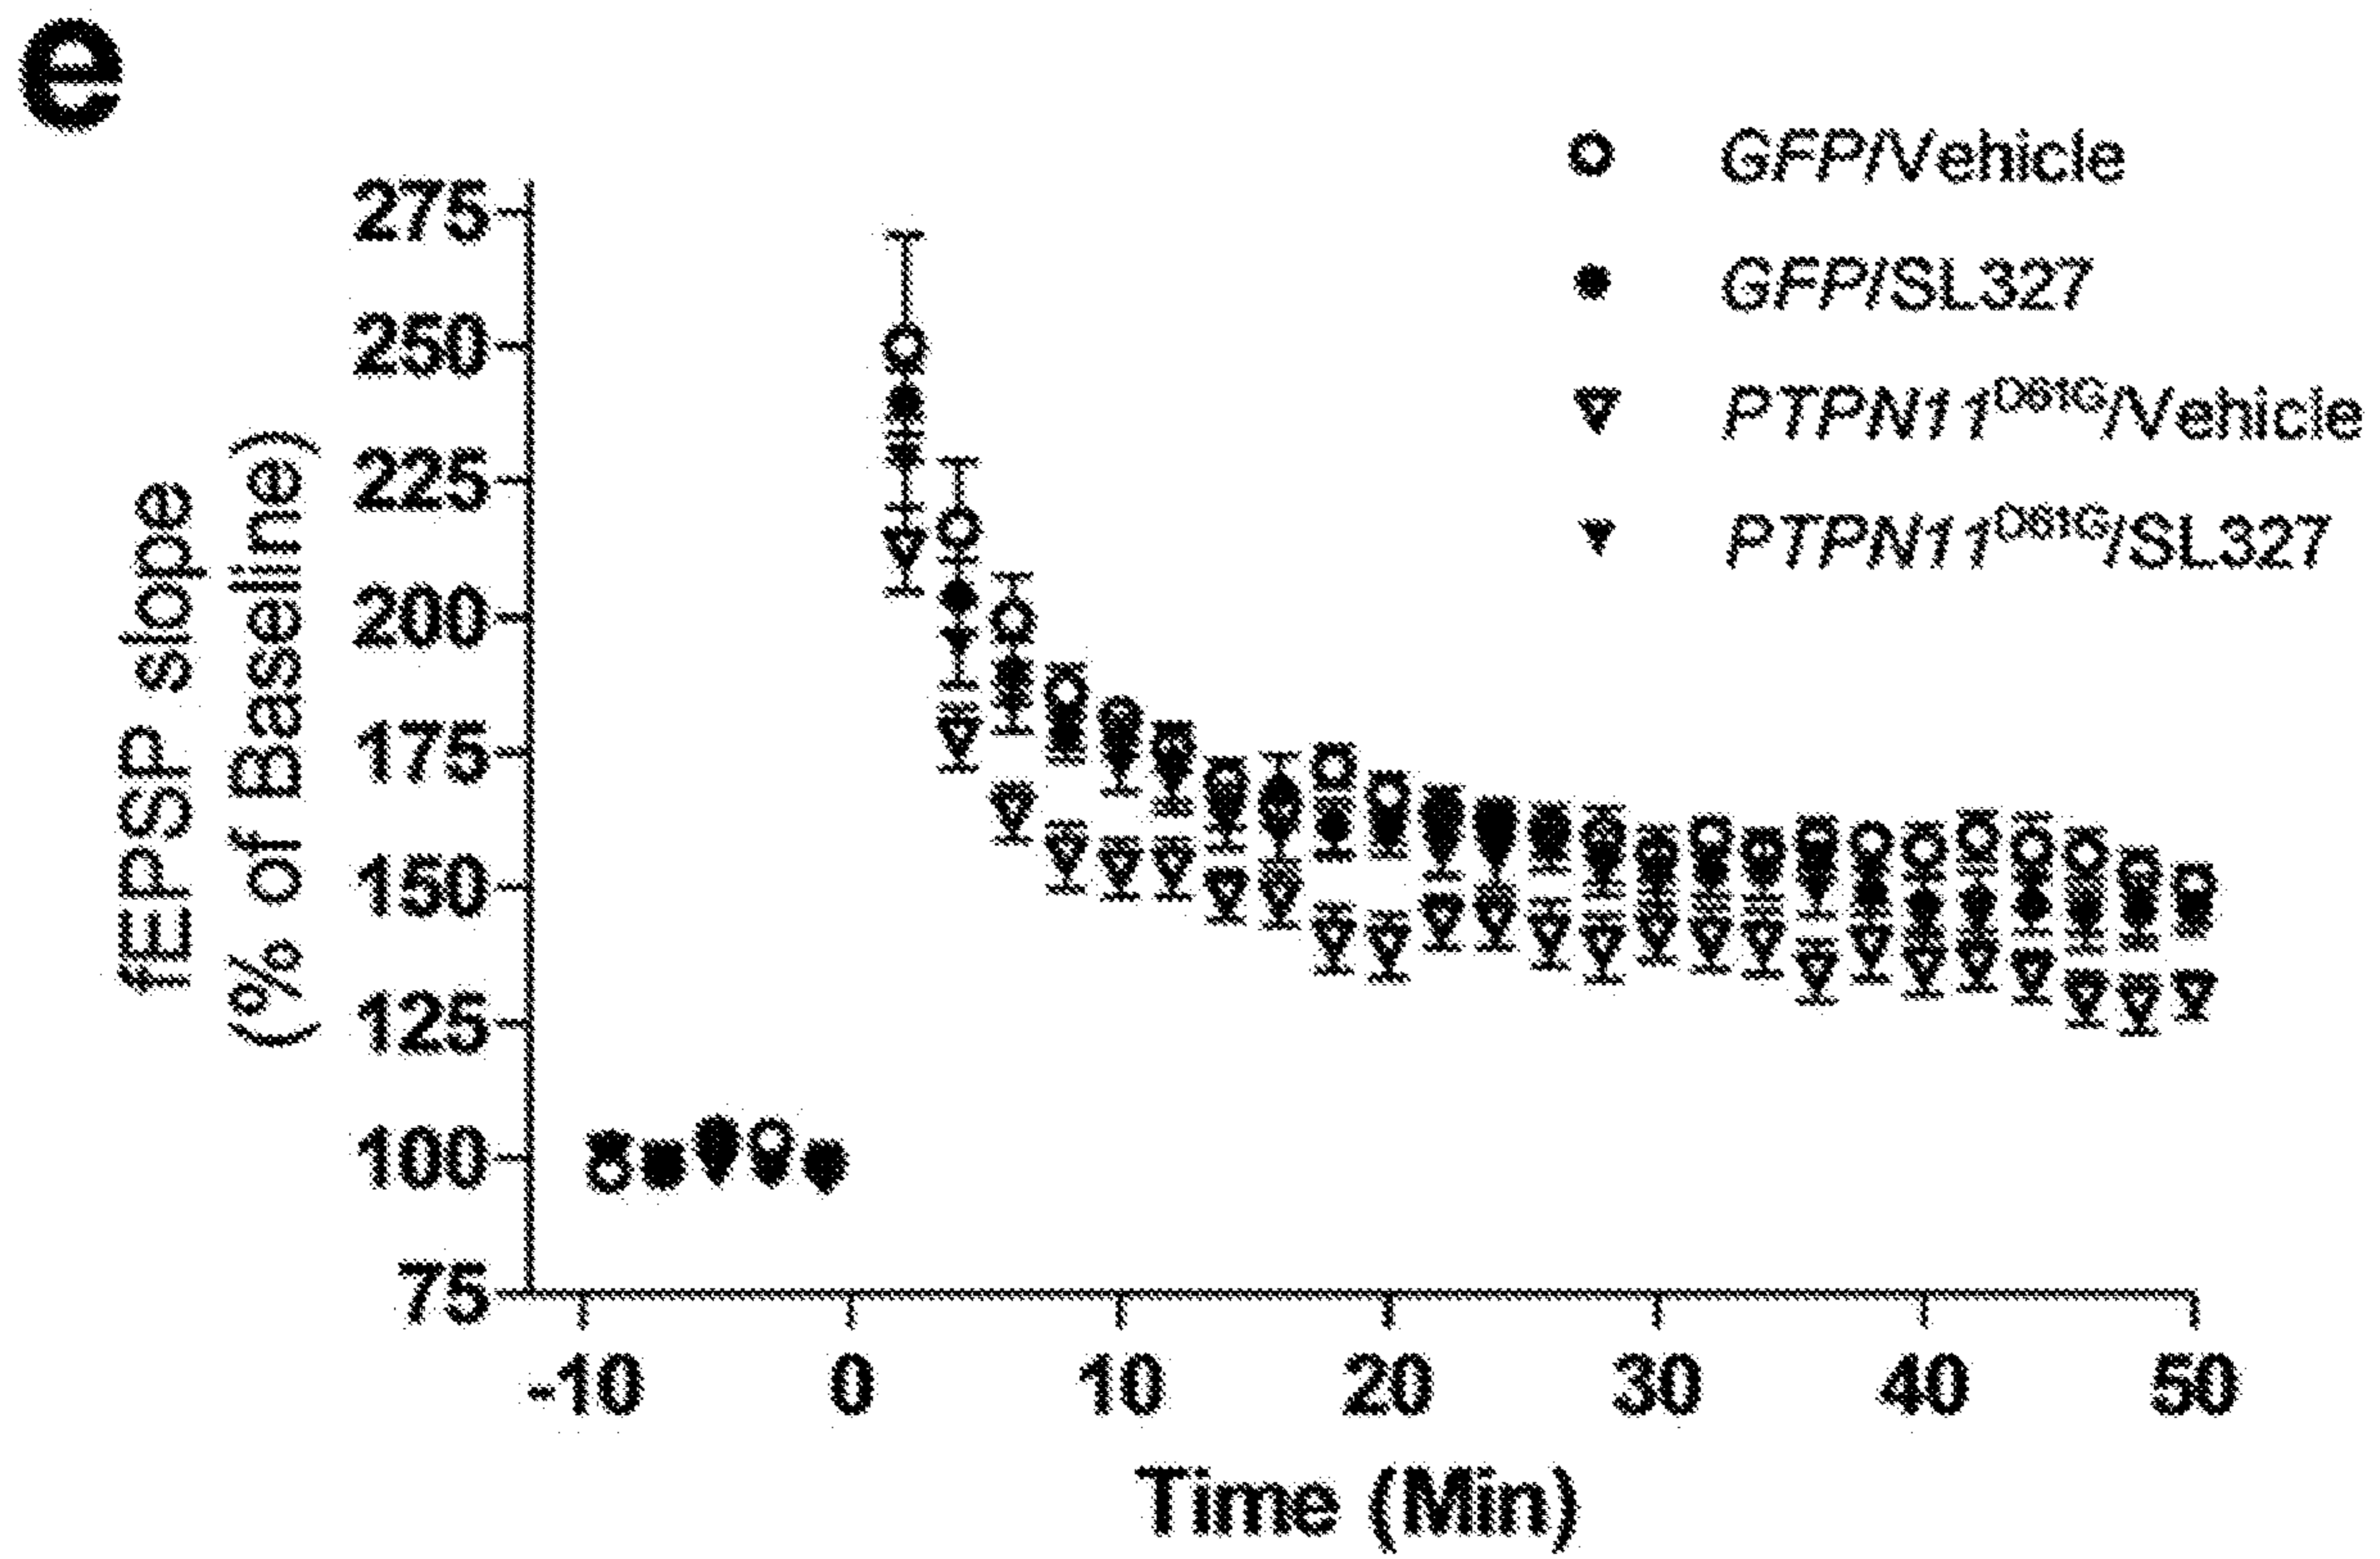 e
GFP/Vehicle
GFP/SL327
PTPN11D61G/Vehicle
PTPN11D61G/SL327
fEPSP slope
(% of Baseline)
275
250
225
200
175
150
125
100
75
-10 0 10 20 30 40 50
Time (Min)